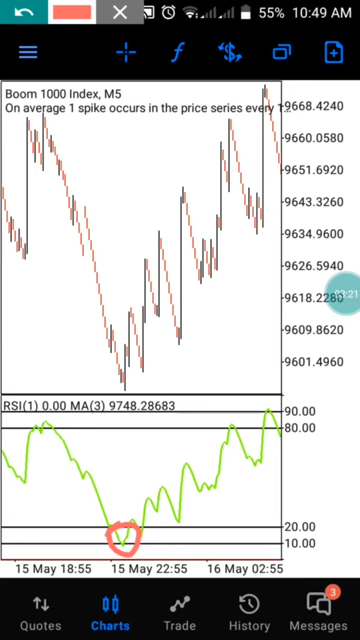 55% 10:49 AM
Boom 1000 Index, M5
On average 1 spike occurs in the price series every 1...
9668.4240
9660.0580
9651.6920
9643.3260
9634.9600
9626.5940
9618.2280
03:21
9609.8620
9601.4960
RSI(1) 0.00 MA(3) 9748.28683
90.00
80.00
20.00
10.00
15 May 18:55 15 May 22:55 16 May 02:55
3
Quotes Charts Trade History Messages